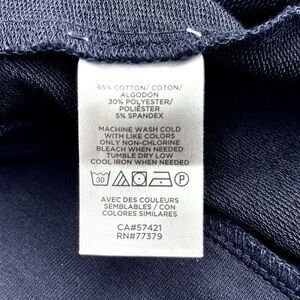 65% COTTON/ COTON/
ALGODON
30% POLYESTER/
POLIÉSTER
5% SPANDEX
MACHINE WASH COLD
WITH LIKE COLORS
ONLY NON-CHLORINE
BLEACH WHEN NEEDED
TUMBLE DRY LOW
COOL IRON WHEN NEEDED
30 P
AVEC DES COULEURS
SEMBLABLES / CON
COLORES SIMILARES
CA#57421
RN#77379